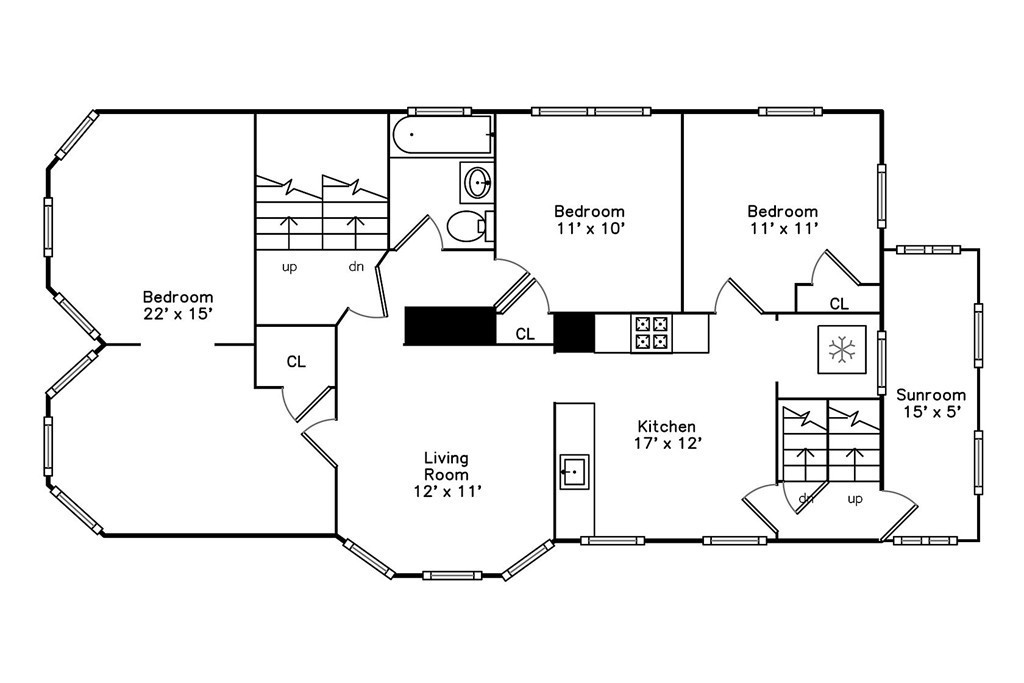 Bedroom
11’ x 10’
Bedroom
11’ x 11’
up
dn
Bedroom
22’ x 15’
CL
CL
CL
Sunroom
15’ x 5’
Kitchen
17’ x 12’
Living
Room
12’ x 11’
dn
up